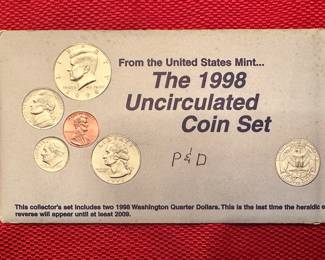 From the United States Mint...
The 1998
Uncirculated
Coin Set
P & D
This collector's set includes two 1998 Washington Quarter Dollars. This is the last time the heraldic e
reverse will appear until at least 2009.